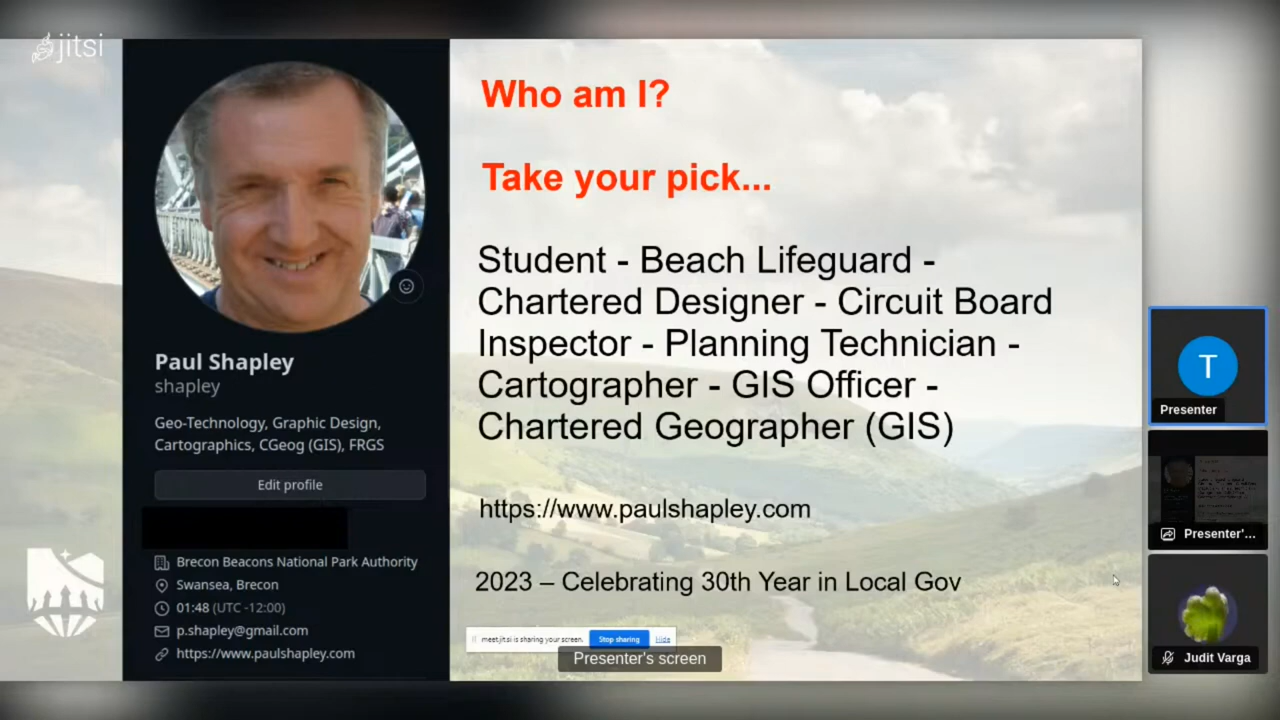 jitsi
Who am I?
Take your pick...
Student - Beach Lifeguard -
Chartered Designer - Circuit Board
Inspector - Planning Technician -
Cartographer - GIS Officer -
Chartered Geographer (GIS)
https://www.paulshapley.com
2023 – Celebrating 30th Year in Local Gov
Paul Shapley
shapley
Geo-Technology, Graphic Design,
Cartographics, CGeog (GIS), FRGS
Edit profile
Brecon Beacons National Park Authority
Swansea, Brecon
01:48 (UTC -12:00)
p.shapley@gmail.com
https://www.paulshapley.com
meet.jit.si is sharing your screen. Stop sharing Hide
Presenter's screen
T
Presenter
Presenter'...
Judit Varga